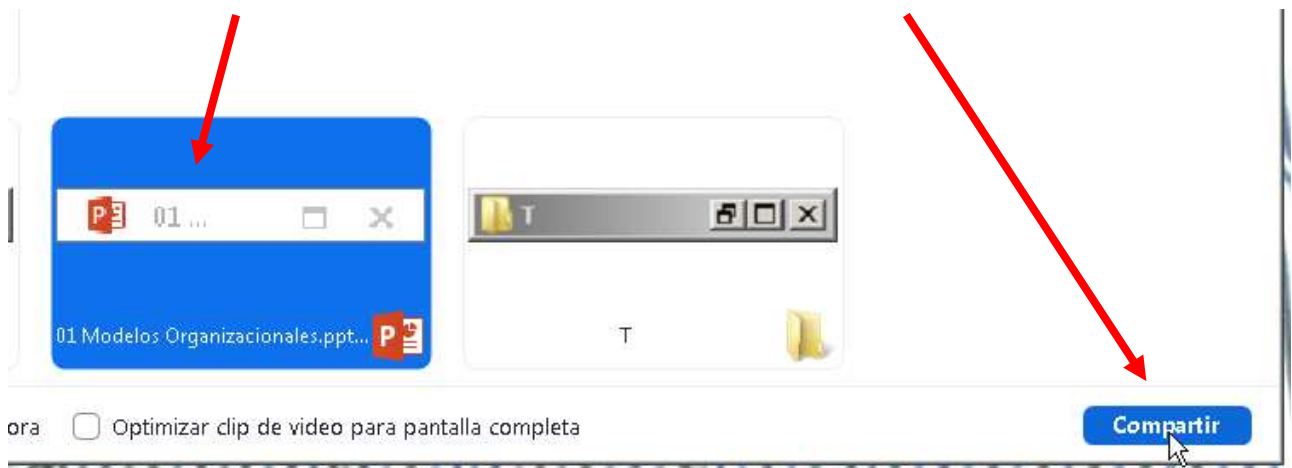 01 ...
T
01 Modelos Organizacionales.ppt...
T
ora
Optimizar clip de video para pantalla completa
Compartir